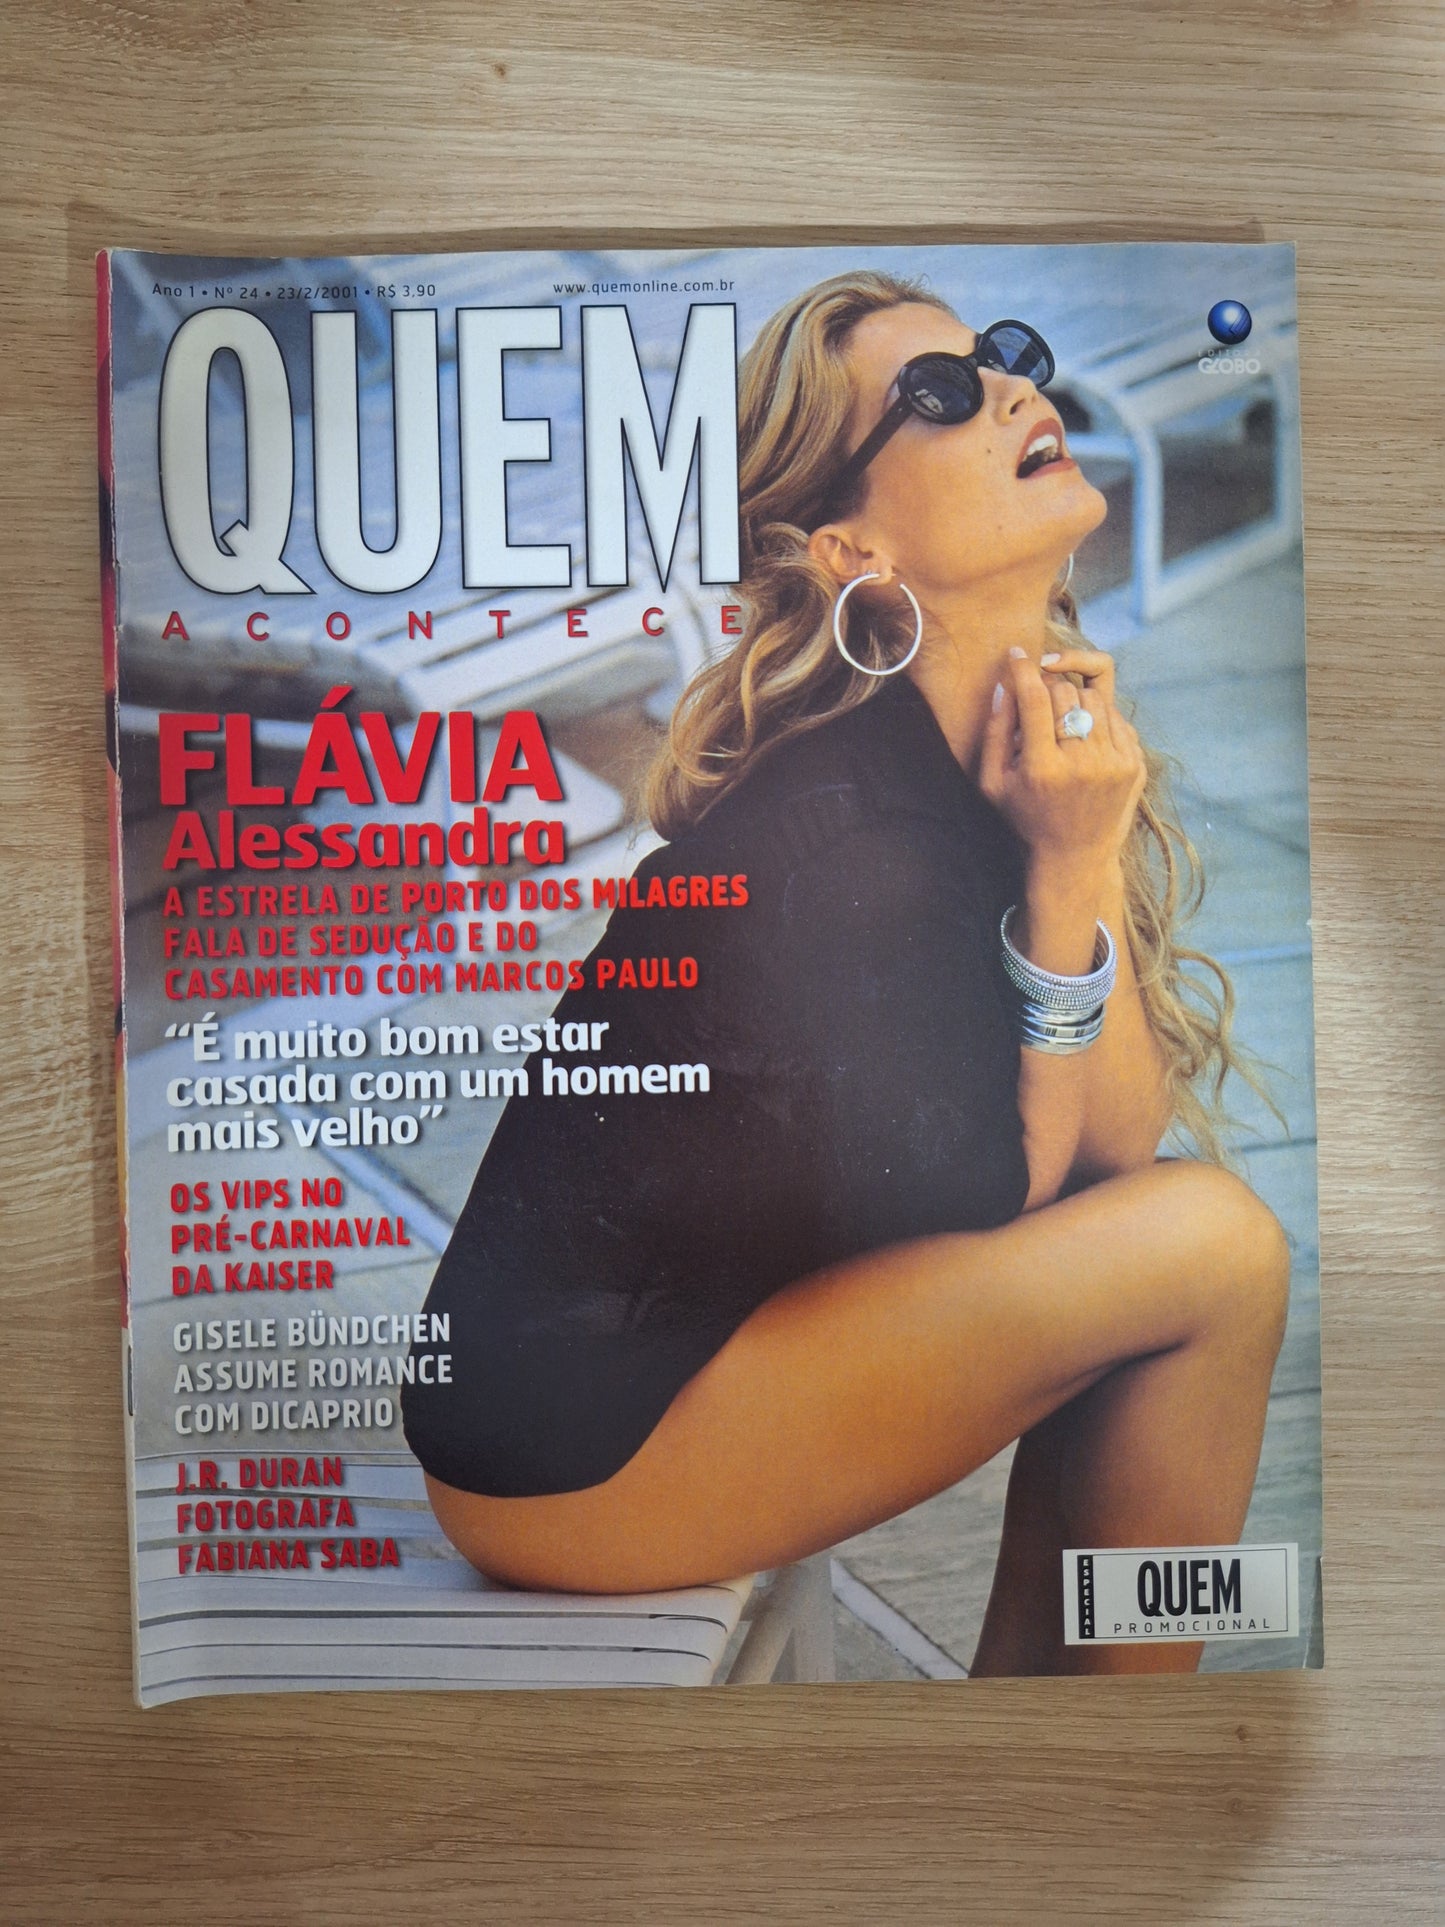 Ano 1 • Nº 24 • 23/2/2001 • R$ 3,90
www.quemonline.com.br
QUEM
ACONTECE
EDITORA
GLOBO
FLÁVIA
Alessandra
A ESTRELA DE PORTO DOS MILAGRES
FALA DE SEDUÇÃO E DO
CASAMENTO COM MARCOS PAULO
“É muito bom estar
casada com um homem
mais velho”
OS VIPS NO
PRÉ-CARNAVAL
DA KAISER
GISELE BÜNDCHEN
ASSUME ROMANCE
COM DICAPRIO
J.R. DURAN
FOTOGRAFA
FABIANA SABA
ESPECIAL
QUEM
PROMOCIONAL